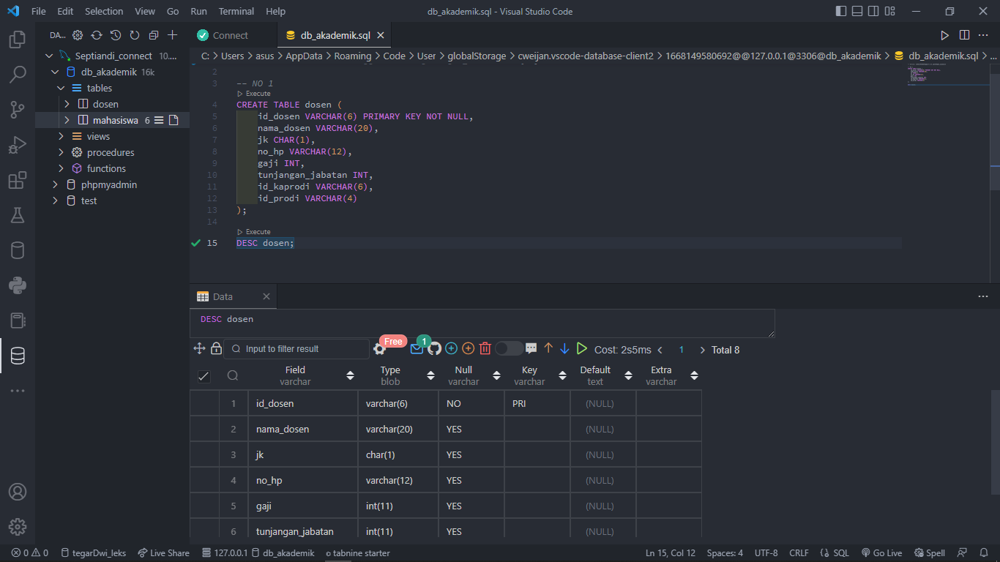 File Edit Selection View Go Run Terminal Help
db_akademik.sql - Visual Studio Code
DA...
Septiandi_connect 10....
db_akademik 16k
tables
dosen
mahasiswa 6
views
procedures
functions
phpmyadmin
test
Connect
db_akademik.sql
C: > Users > asus > AppData > Roaming > Code > User > globalStorage > cweijan.vscode-database-client2 > 1668149580692@@127.0.0.1@3306@db_akademik > db_akademik.sql > ...
2
3 -- NO 1
Execute
4 CREATE TABLE dosen (
5 id_dosen VARCHAR(6) PRIMARY KEY NOT NULL,
6 nama_dosen VARCHAR(20),
7 jk CHAR(1),
8 no_hp VARCHAR(12),
9 gaji INT,
10 tunjangan_jabatan INT,
11 id_kaprodi VARCHAR(6),
12 id_prodi VARCHAR(4)
13 );
14
Execute
15 DESC dosen;
Data
DESC dosen
Input to filter result
Free
1
Cost: 2s5ms < 1 > Total 8
Field Type Null Key Default Extra
varchar blob varchar varchar text varchar
1 id_dosen varchar(6) NO PRI (NULL)
2 nama_dosen varchar(20) YES (NULL)
3 jk char(1) YES (NULL)
4 no_hp varchar(12) YES (NULL)
5 gaji int(11) YES (NULL)
6 tunjangan_jabatan int(11) YES (NULL)
0 0 tegarDwi_leks Live Share 127.0.0.1 db_akademik tabnine starter
Ln 15, Col 12 Spaces: 4 UTF-8 CRLF SQL Go Live Spell